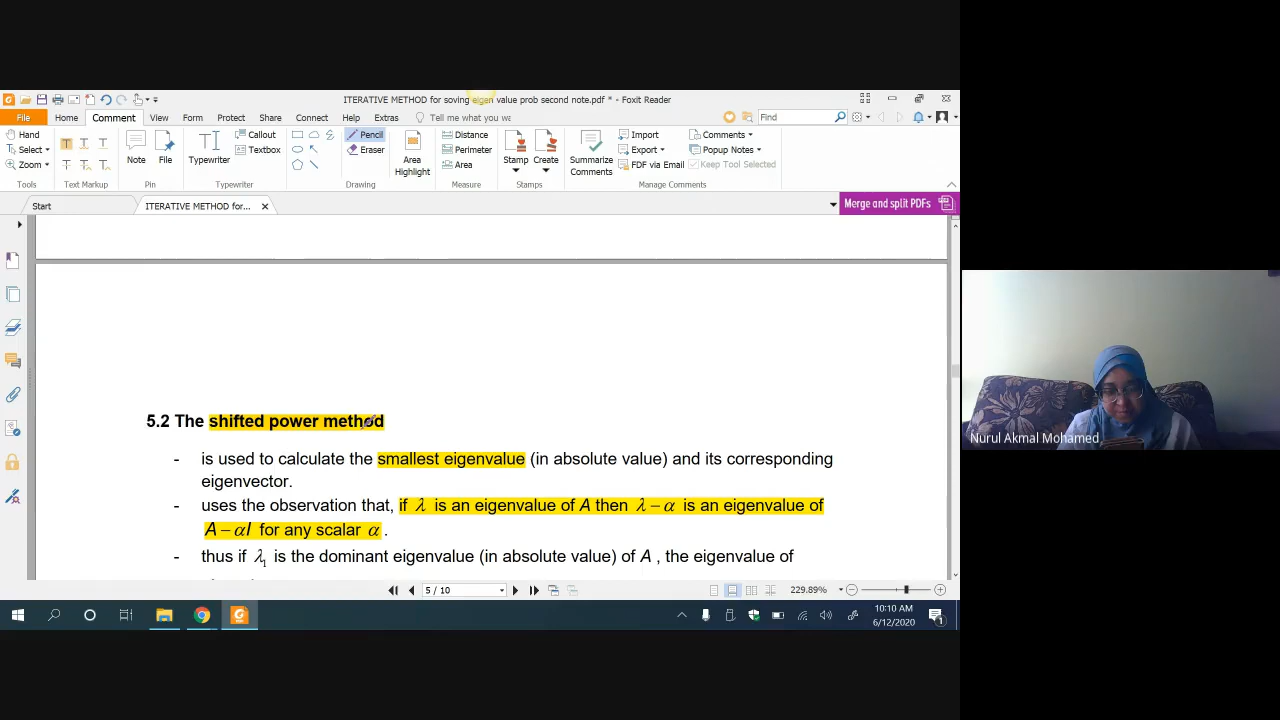 ITERATIVE METHOD for soving eigen value prob second note.pdf * - Foxit Reader
File Home Comment View Form Protect Share Connect Help Extras Tell me what you wa Find
Hand
Select
Zoom
Tools
Text Markup
Note
File
Pin
Typewriter
Callout
Textbox
Typewriter
Pencil
Eraser
Drawing
Area Highlight
Distance
Perimeter
Area
Measure
Stamp
Create
Stamps
Summarize Comments
Import
Export
FDF via Email
Comments
Popup Notes
Keep Tool Selected
Manage Comments
Start ITERATIVE METHOD for... Merge and split PDFs
5.2 The shifted power method
- is used to calculate the smallest eigenvalue (in absolute value) and its corresponding
eigenvector.
- uses the observation that, if λ is an eigenvalue of A then λ − α is an eigenvalue of
A − αI for any scalar α .
- thus if λ₁ is the dominant eigenvalue (in absolute value) of A , the eigenvalue of
Nurul Akmal Mohamed
5 / 10 229.89%
10:10 AM
6/12/2020
1